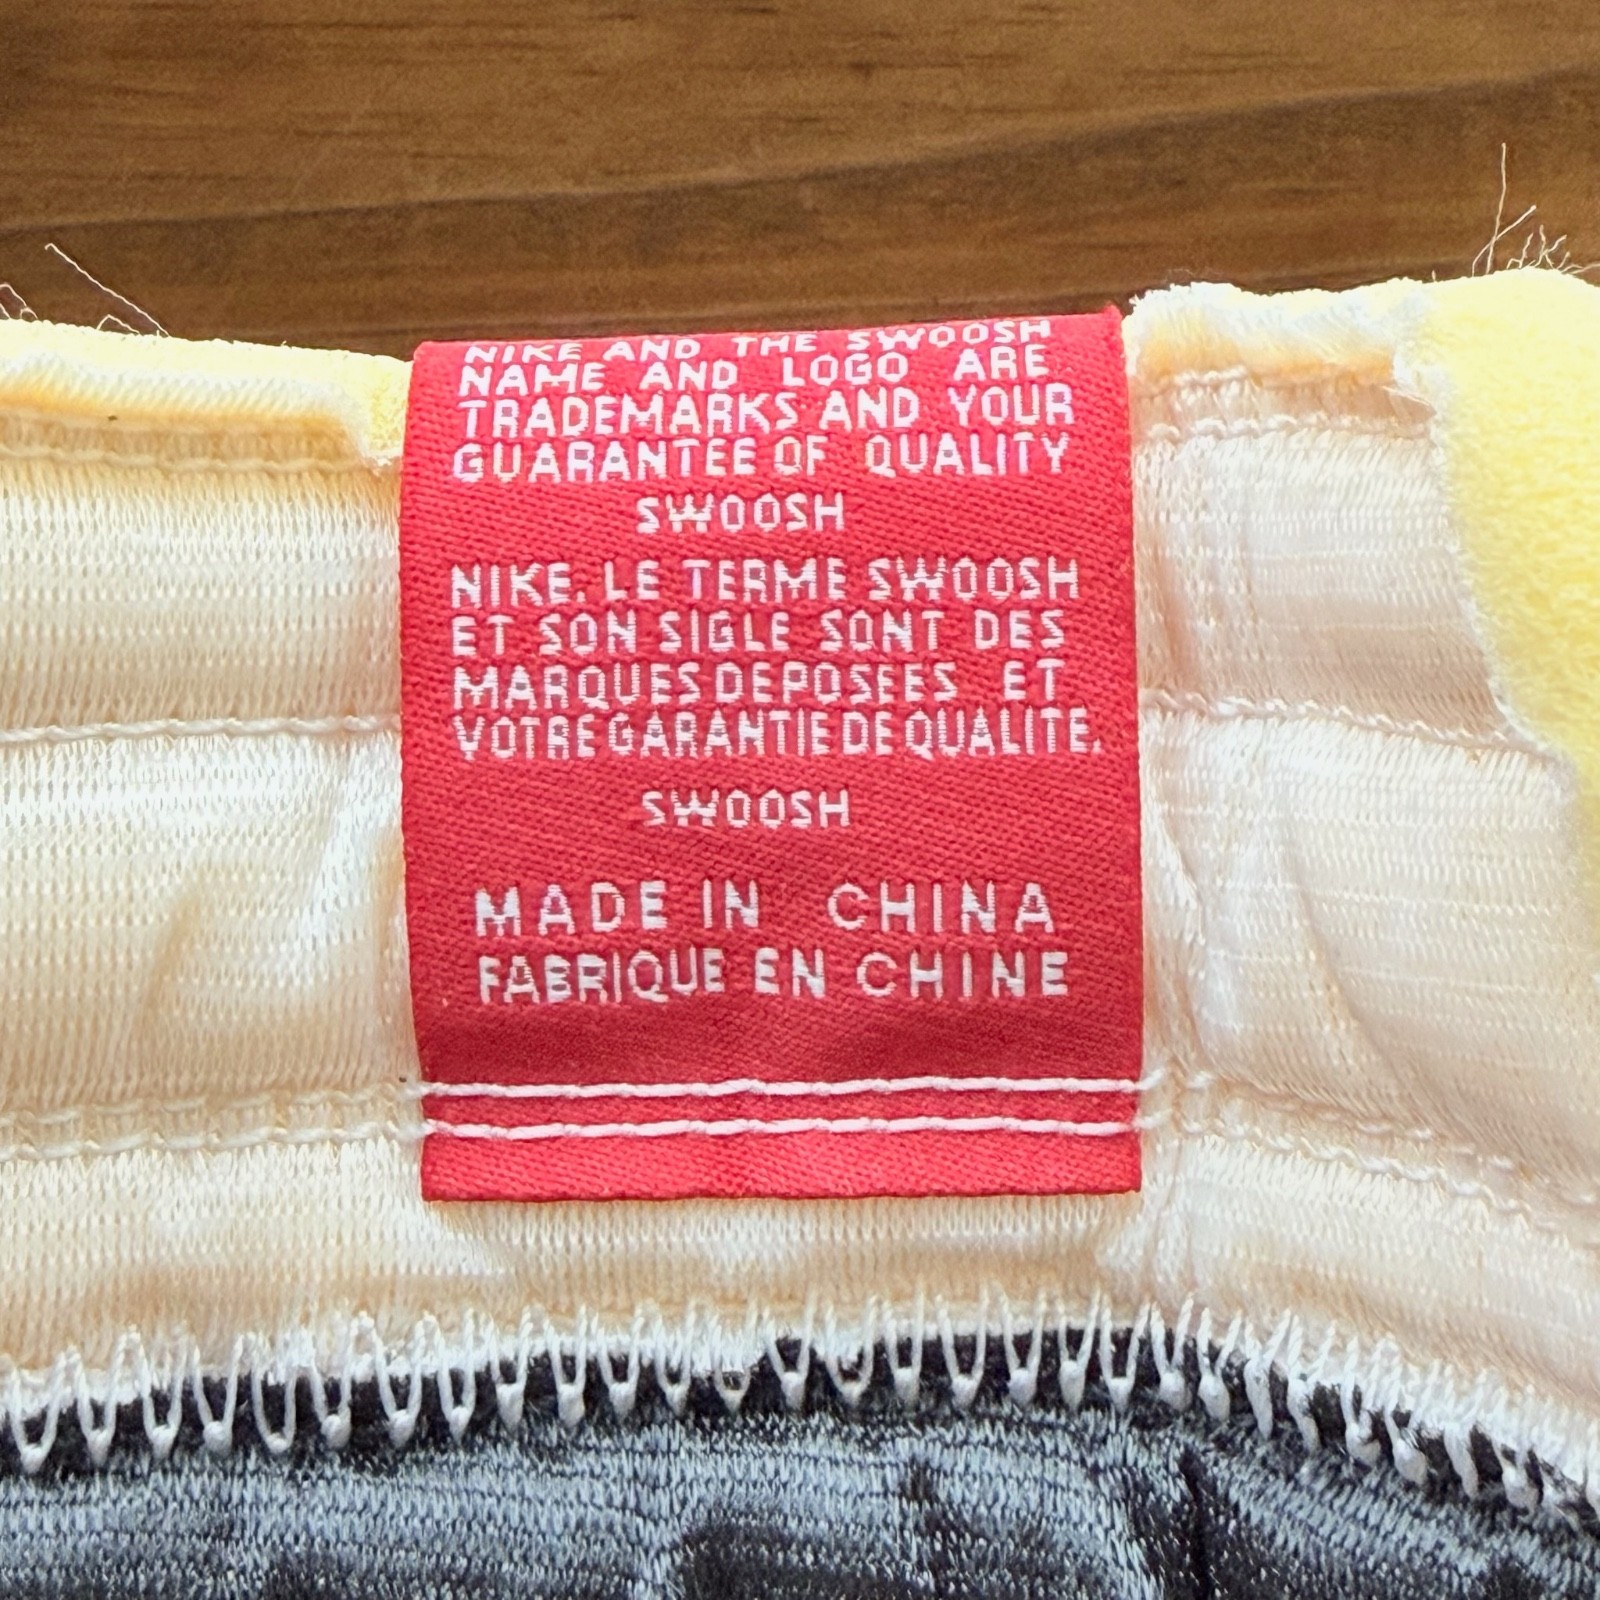 NIKE AND THE SWOOSH
NAME AND LOGO ARE
TRADEMARKS AND YOUR
GUARANTEE OF QUALITY
SWOOSH
NIKE. LE TERME SWOOSH
ET SON SIGLE SONT DES
MARQUES DEPOSEES ET
VOTRE GARANTIE DE QUALITE.
SWOOSH
MADE IN CHINA
FABRIQUE EN CHINE